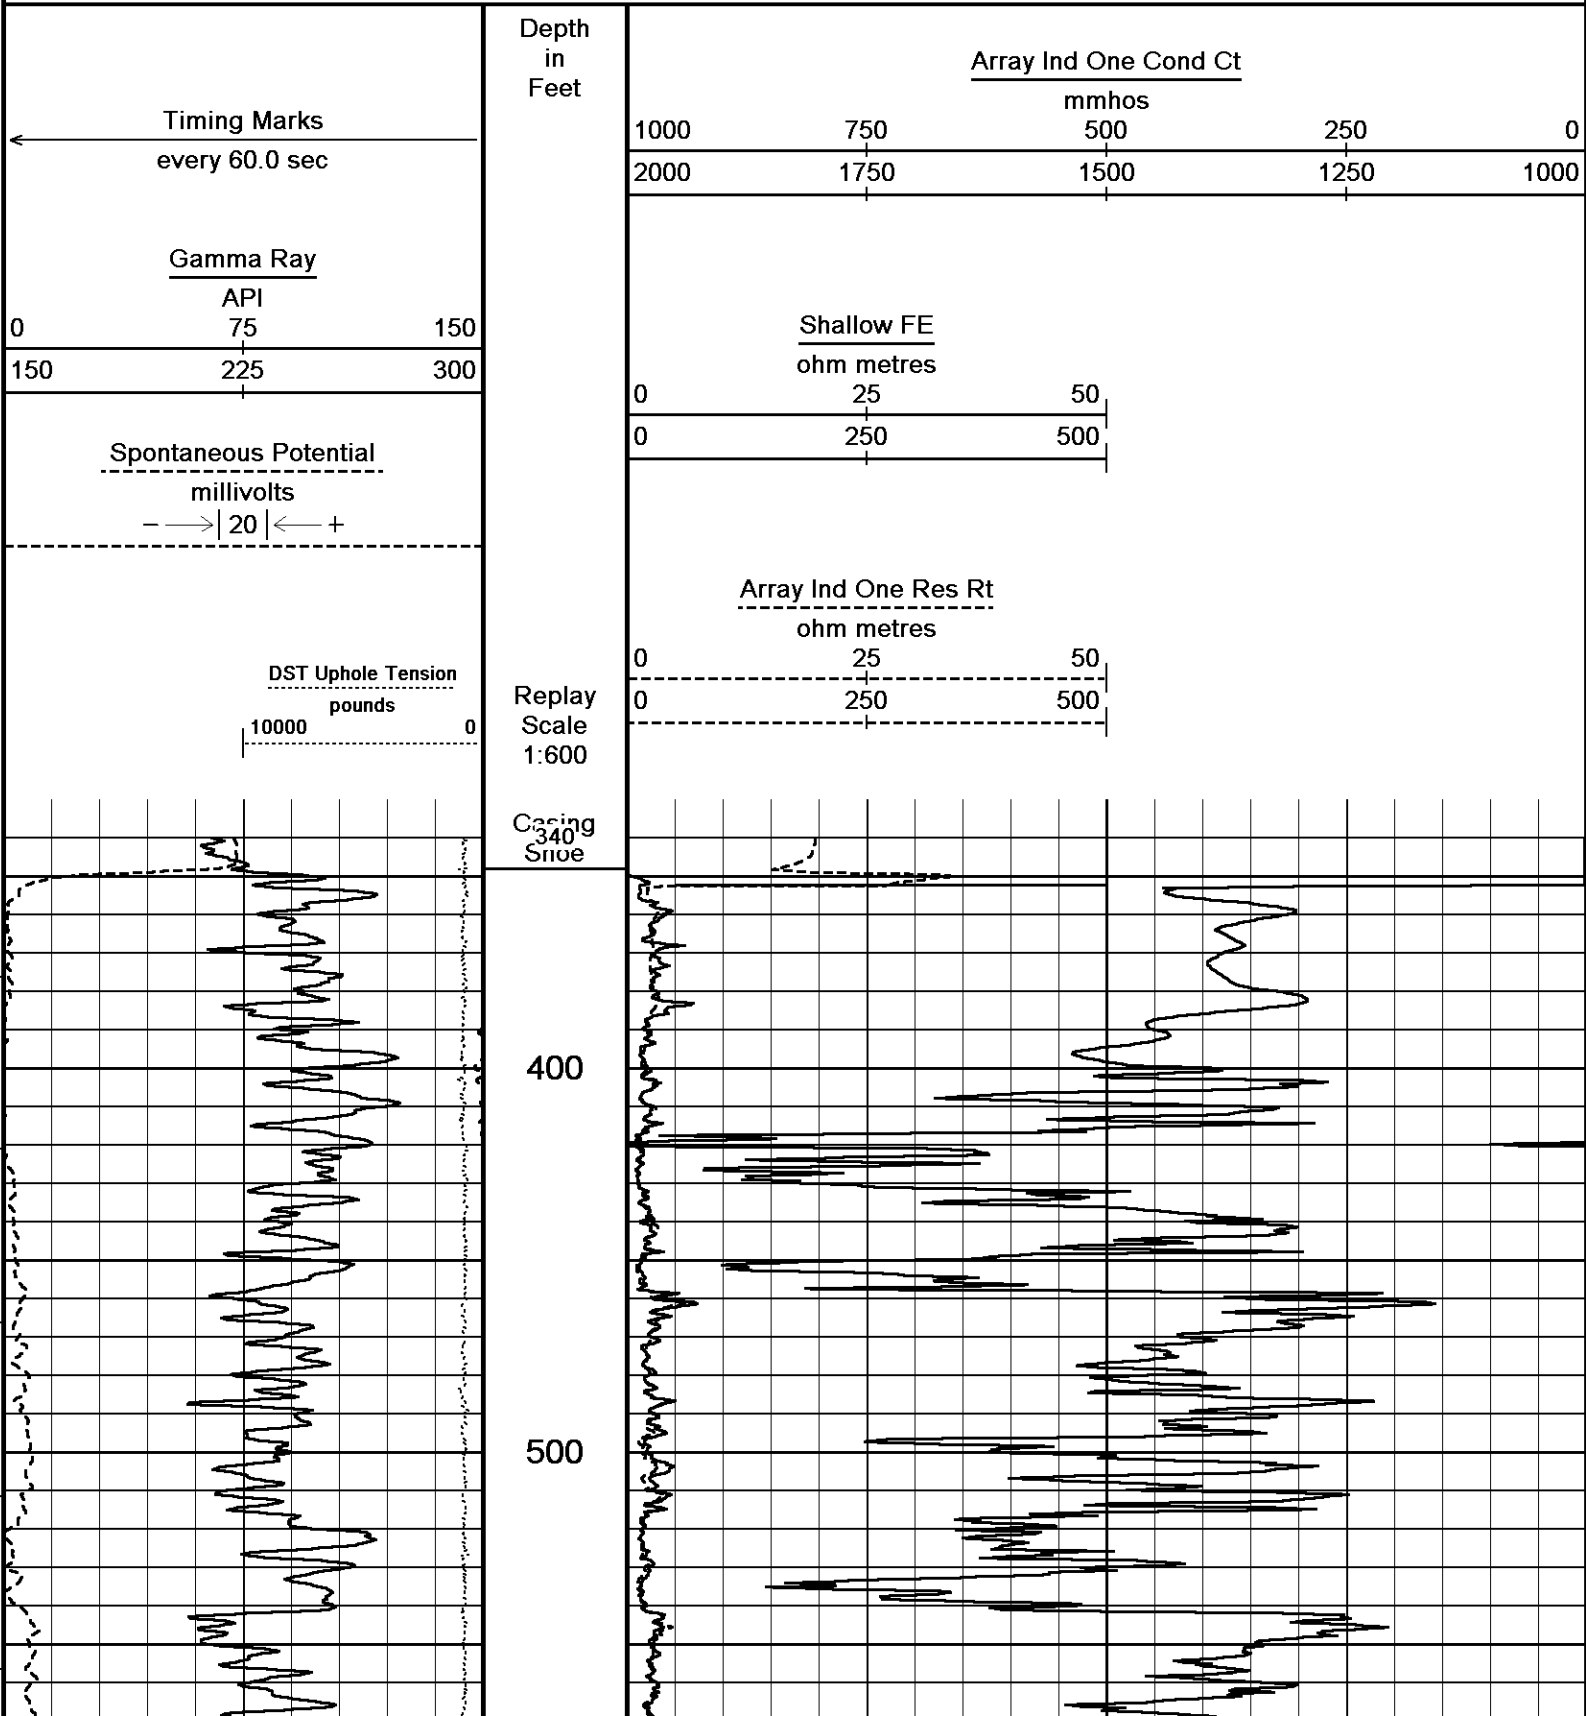 Timing Marks
every 60.0 sec
Gamma Ray
API
0 75 150
150 225 300
Spontaneous Potential
millivolts
− 20 +
DST Uphole Tension
pounds
10000 0
Depth
in
Feet
Replay
Scale
1:600
Casing
340
Shoe
400
500
Array Ind One Cond Ct
mmhos
1000 750 500 250 0
2000 1750 1500 1250 1000
Shallow FE
ohm metres
0 25 50
0 250 500
Array Ind One Res Rt
ohm metres
0 25 50
0 250 500